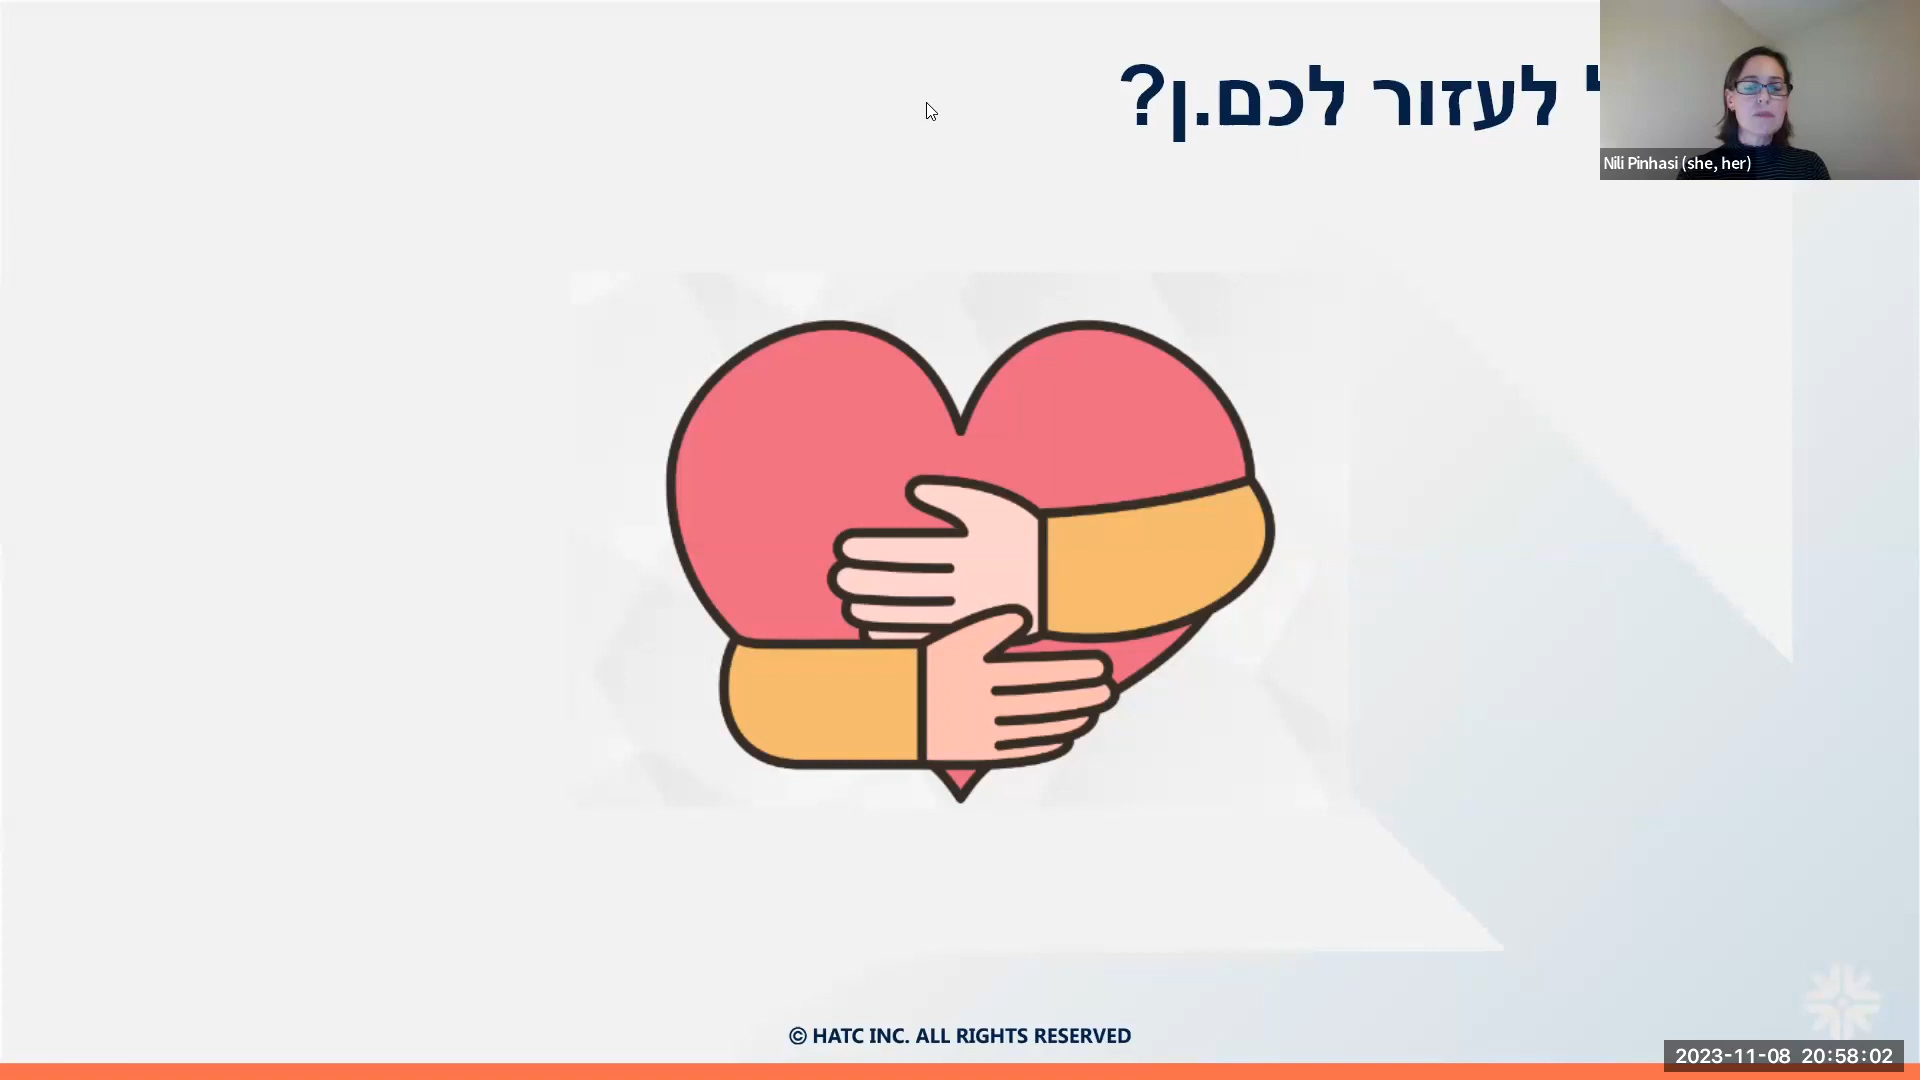 לעזור לכם.ן?
Nili Pinhasi (she, her)
© HATC INC. ALL RIGHTS RESERVED
2023-11-08 20:58:02